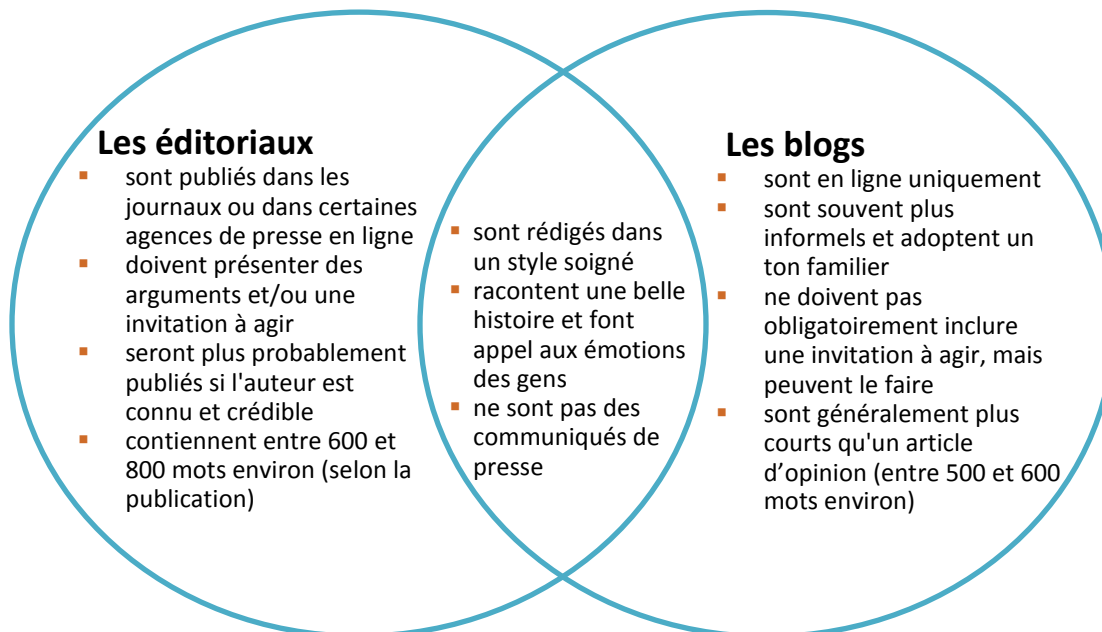 Les éditoriaux
▪ sont publiés dans les
journaux ou dans certaines
agences de presse en ligne
▪ doivent présenter des
arguments et/ou une
invitation à agir
▪ seront plus probablement
publiés si l'auteur est
connu et crédible
▪ contiennent entre 600 et
800 mots environ (selon la
publication)
▪ sont rédigés dans
un style soigné
▪ racontent une belle
histoire et font
appel aux émotions
des gens
▪ ne sont pas des
communiqués de
presse
Les blogs
▪ sont en ligne uniquement
▪ sont souvent plus
informels et adoptent un
ton familier
▪ ne doivent pas
obligatoirement inclure
une invitation à agir, mais
peuvent le faire
▪ sont généralement plus
courts qu'un article
d’opinion (entre 500 et 600
mots environ)